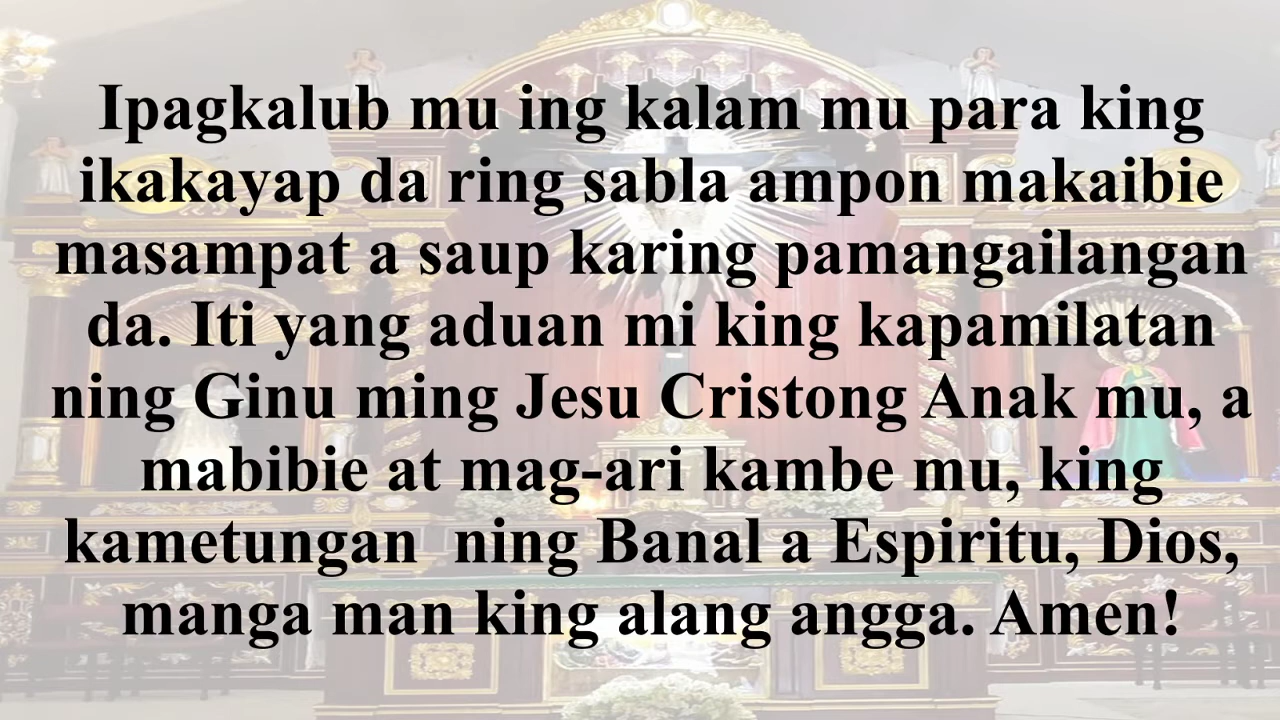 Ipagkalub mu ing kalam mu para king
ikakayap da ring sabla ampon makaibie
masampat a saup karing pamangailangan
da. Iti yang aduan mi king kapamilatan
ning Ginu ming Jesu Cristong Anak mu, a
mabibie at mag-ari kambe mu, king
kametungan  ning Banal a Espiritu, Dios,
manga man king alang angga. Amen!